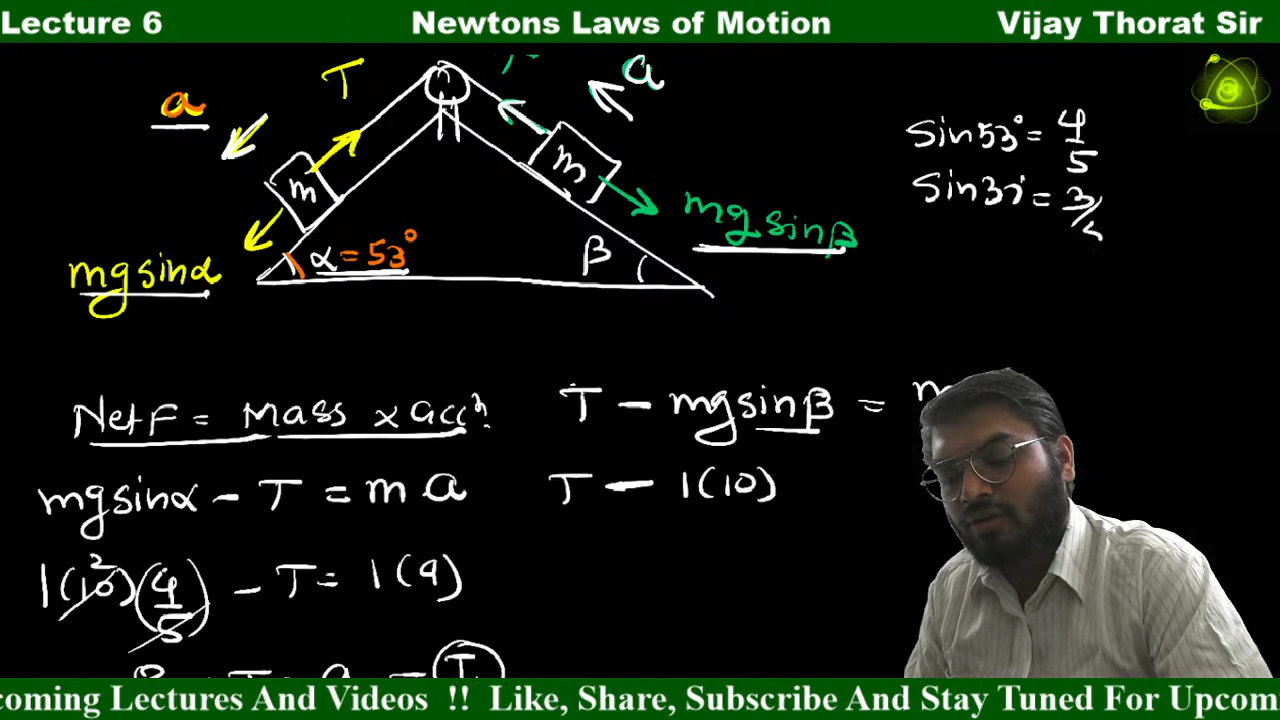 Lecture 6
Newtons Laws of Motion
Vijay Thorat Sir
T
a
a
m
m
mg sinα
α = 53°
β
mg sinβ
Sin53° = 4/5
Sin37° = 3/
Net F = Mass x accⁿ.
mg sinα - T = m a
1(10)(4/5) - T = 1(a)
2
T - mg sinβ =
T - 1(10)
coming Lectures And Videos !! Like, Share, Subscribe And Stay Tuned For Upcom